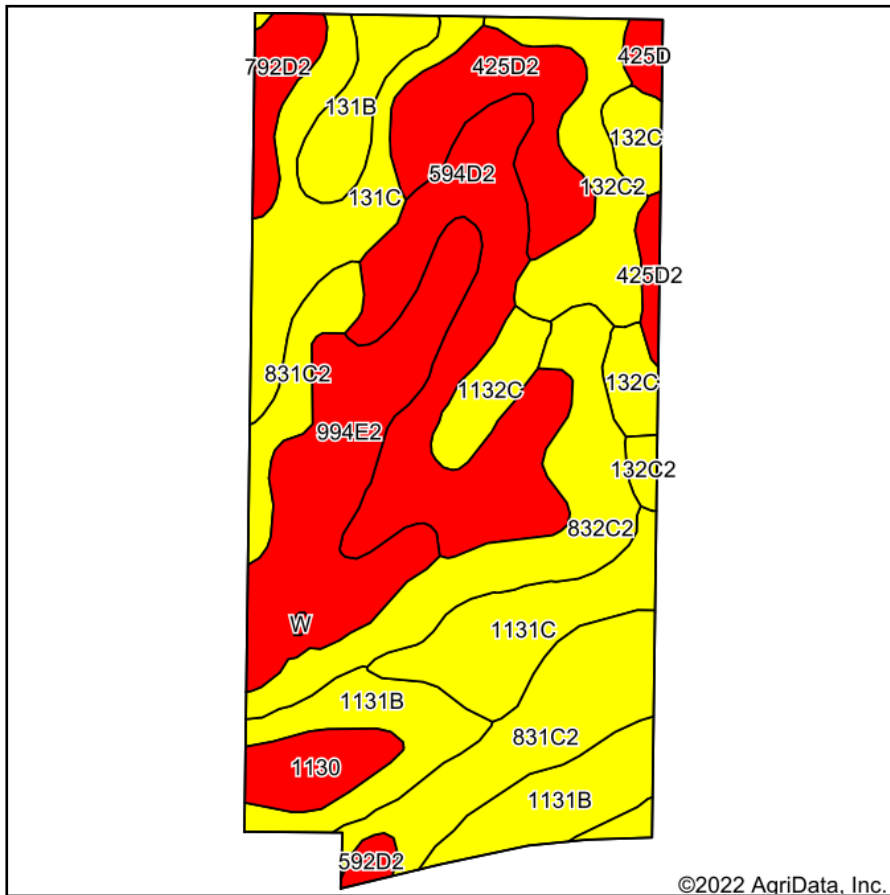 792D2
425D2
425D
131B
132C
594D2
132C2
131C
425D2
831C2
1132C
132C
994E2
132C2
832C2
W
1131C
1131B
831C2
1130
1131B
592D2
©2022 AgriData, Inc.